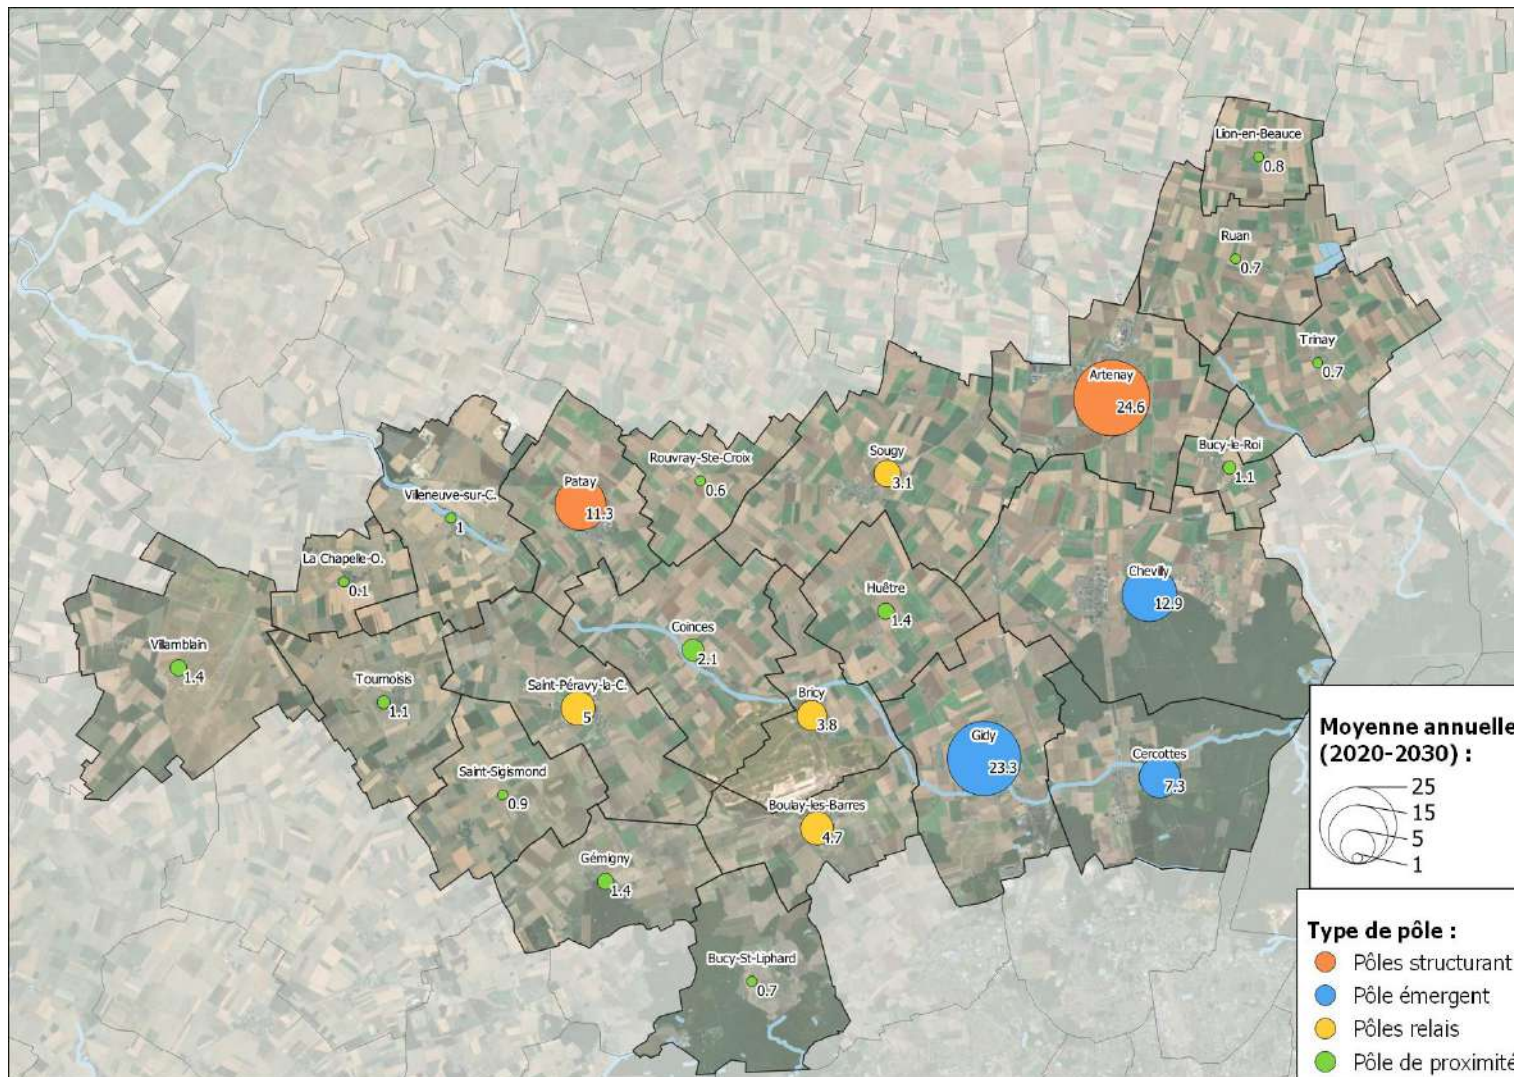 Lion-en-Beauce
0.8
Ruan
0.7
Trinay
0.7
Artenay
24.6
Bucy-le-Roi
1.1
Sougy
3.1
Rouvray-Ste-Croix
0.6
Patay
11.3
Villeneuve-sur-C.
1
La Chapelle-O.
0.1
Chevilly
12.9
Huêtre
1.4
Coinces
2.1
Villamblain
1.4
Tournoisis
1.1
Saint-Péravy-la-C.
5
Bricy
3.8
Gidy
23.3
Cercottes
7.3
Saint-Sigismond
0.9
Boulay-les-Barres
4.7
Gémigny
1.4
Bucy-St-Liphard
0.7
Moyenne annuelle
(2020-2030) :
25
15
5
1
Type de pôle :
Pôles structurant
Pôle émergent
Pôles relais
Pôle de proximité